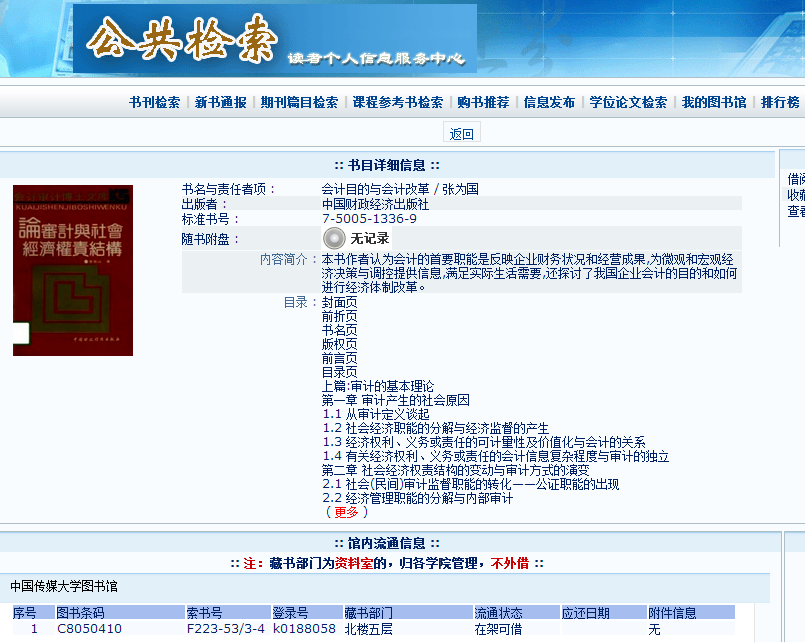 公共检索
读者个人信息服务中心
书刊检索 | 新书通报 | 期刊篇目检索 | 课程参考书检索 | 购书推荐 | 信息发布 | 学位论文检索 | 我的图书馆 | 排行榜
返回
:: 书目详细信息 ::
借阅
收藏
查看
KUAIJISHENJIBOSHIWENKU
論審計與社會
經濟權責結構
书名与责任者项: 会计目的与会计改革 / 张为国
出版者: 中国财政经济出版社
标准书号: 7-5005-1336-9
随书附盘: 无记录
内容简介: 本书作者认为会计的首要职能是反映企业财务状况和经营成果,为微观和宏观经
济决策与调控提供信息,满足实际生活需要,还探讨了我国企业会计的目的和如何
进行经济体制改革。
目录: 封面页
前折页
书名页
版权页
前言页
目录页
上篇:审计的基本理论
第一章 审计产生的社会原因
1.1 从审计定义谈起
1.2 社会经济职能的分解与经济监督的产生
1.3 经济权利、义务或责任的可计量性及价值化与会计的关系
1.4 有关经济权利、义务或责任的会计信息复杂程度与审计的独立
第二章 社会经济权责结构的变动与审计方式的演变
2.1 社会(民间)审计监督职能的转化——公证职能的出现
2.2 经济管理职能的分解与内部审计
(更多)
:: 馆内流通信息 ::
:: 注: 藏书部门为资料室的,归各学院管理,不外借 ::
中国传媒大学图书馆
序号 图书条码 索书号 登录号 藏书部门 流通状态 应还日期 附件信息
1 C8050410 F223-53/3-4 k0188058 北楼五层 在架可借 无